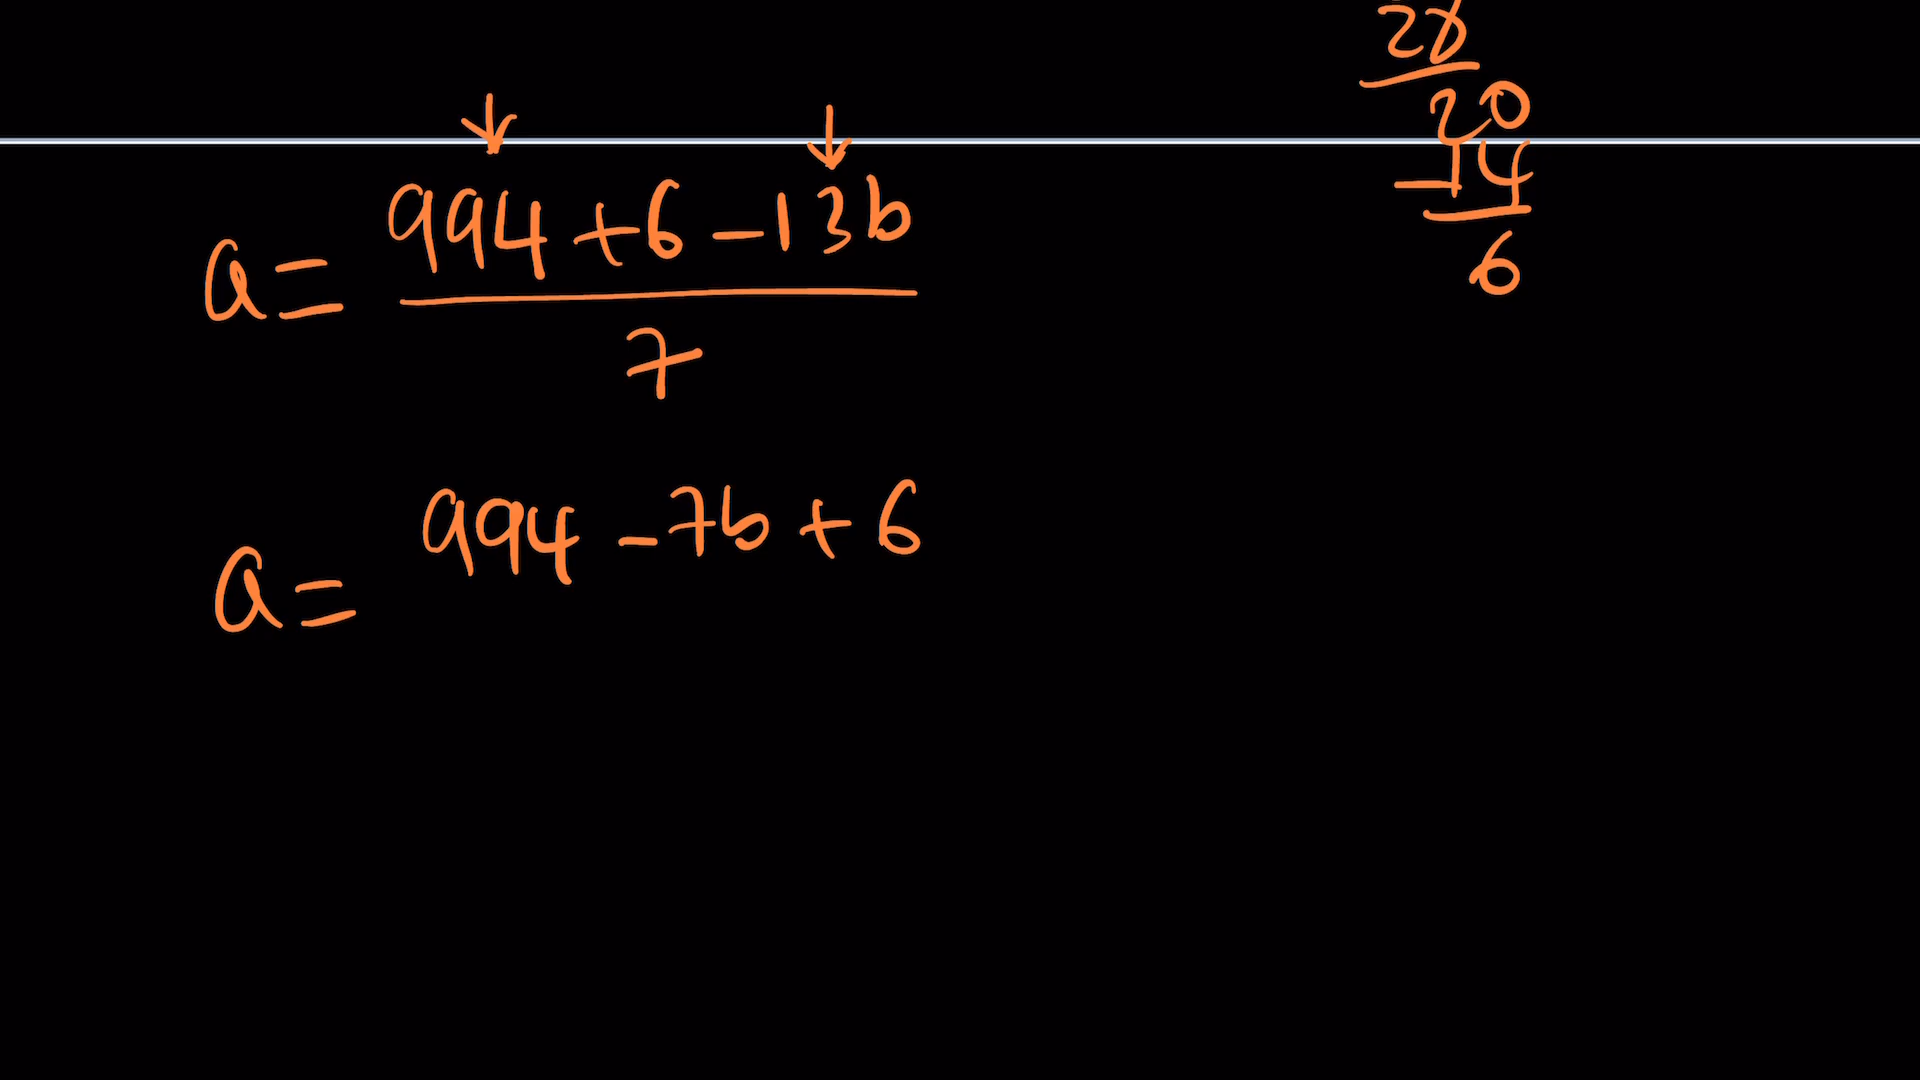 28
20
-14
6
a = 994 + 6 - 13b
7
a = 994 - 7b + 6